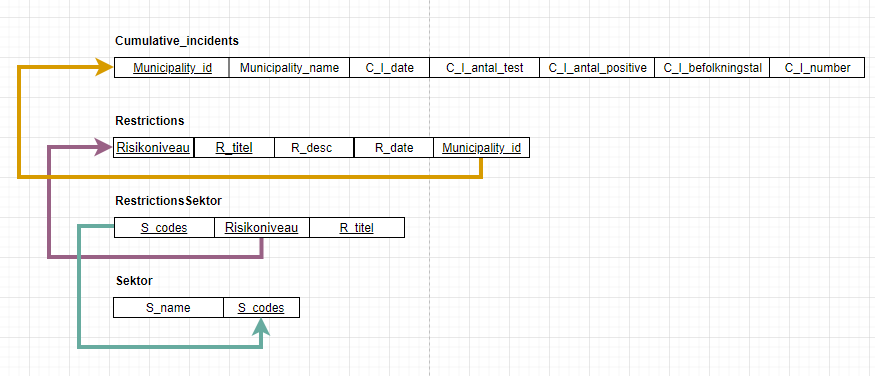 Cumulative_incidents
Municipality_id Municipality_name C_I_date C_I_antal_test C_I_antal_positive C_I_befolkningstal C_I_number
Restrictions
Risikoniveau R_titel R_desc R_date Municipality_id
RestrictionsSektor
S_codes Risikoniveau R_titel
Sektor
S_name S_codes